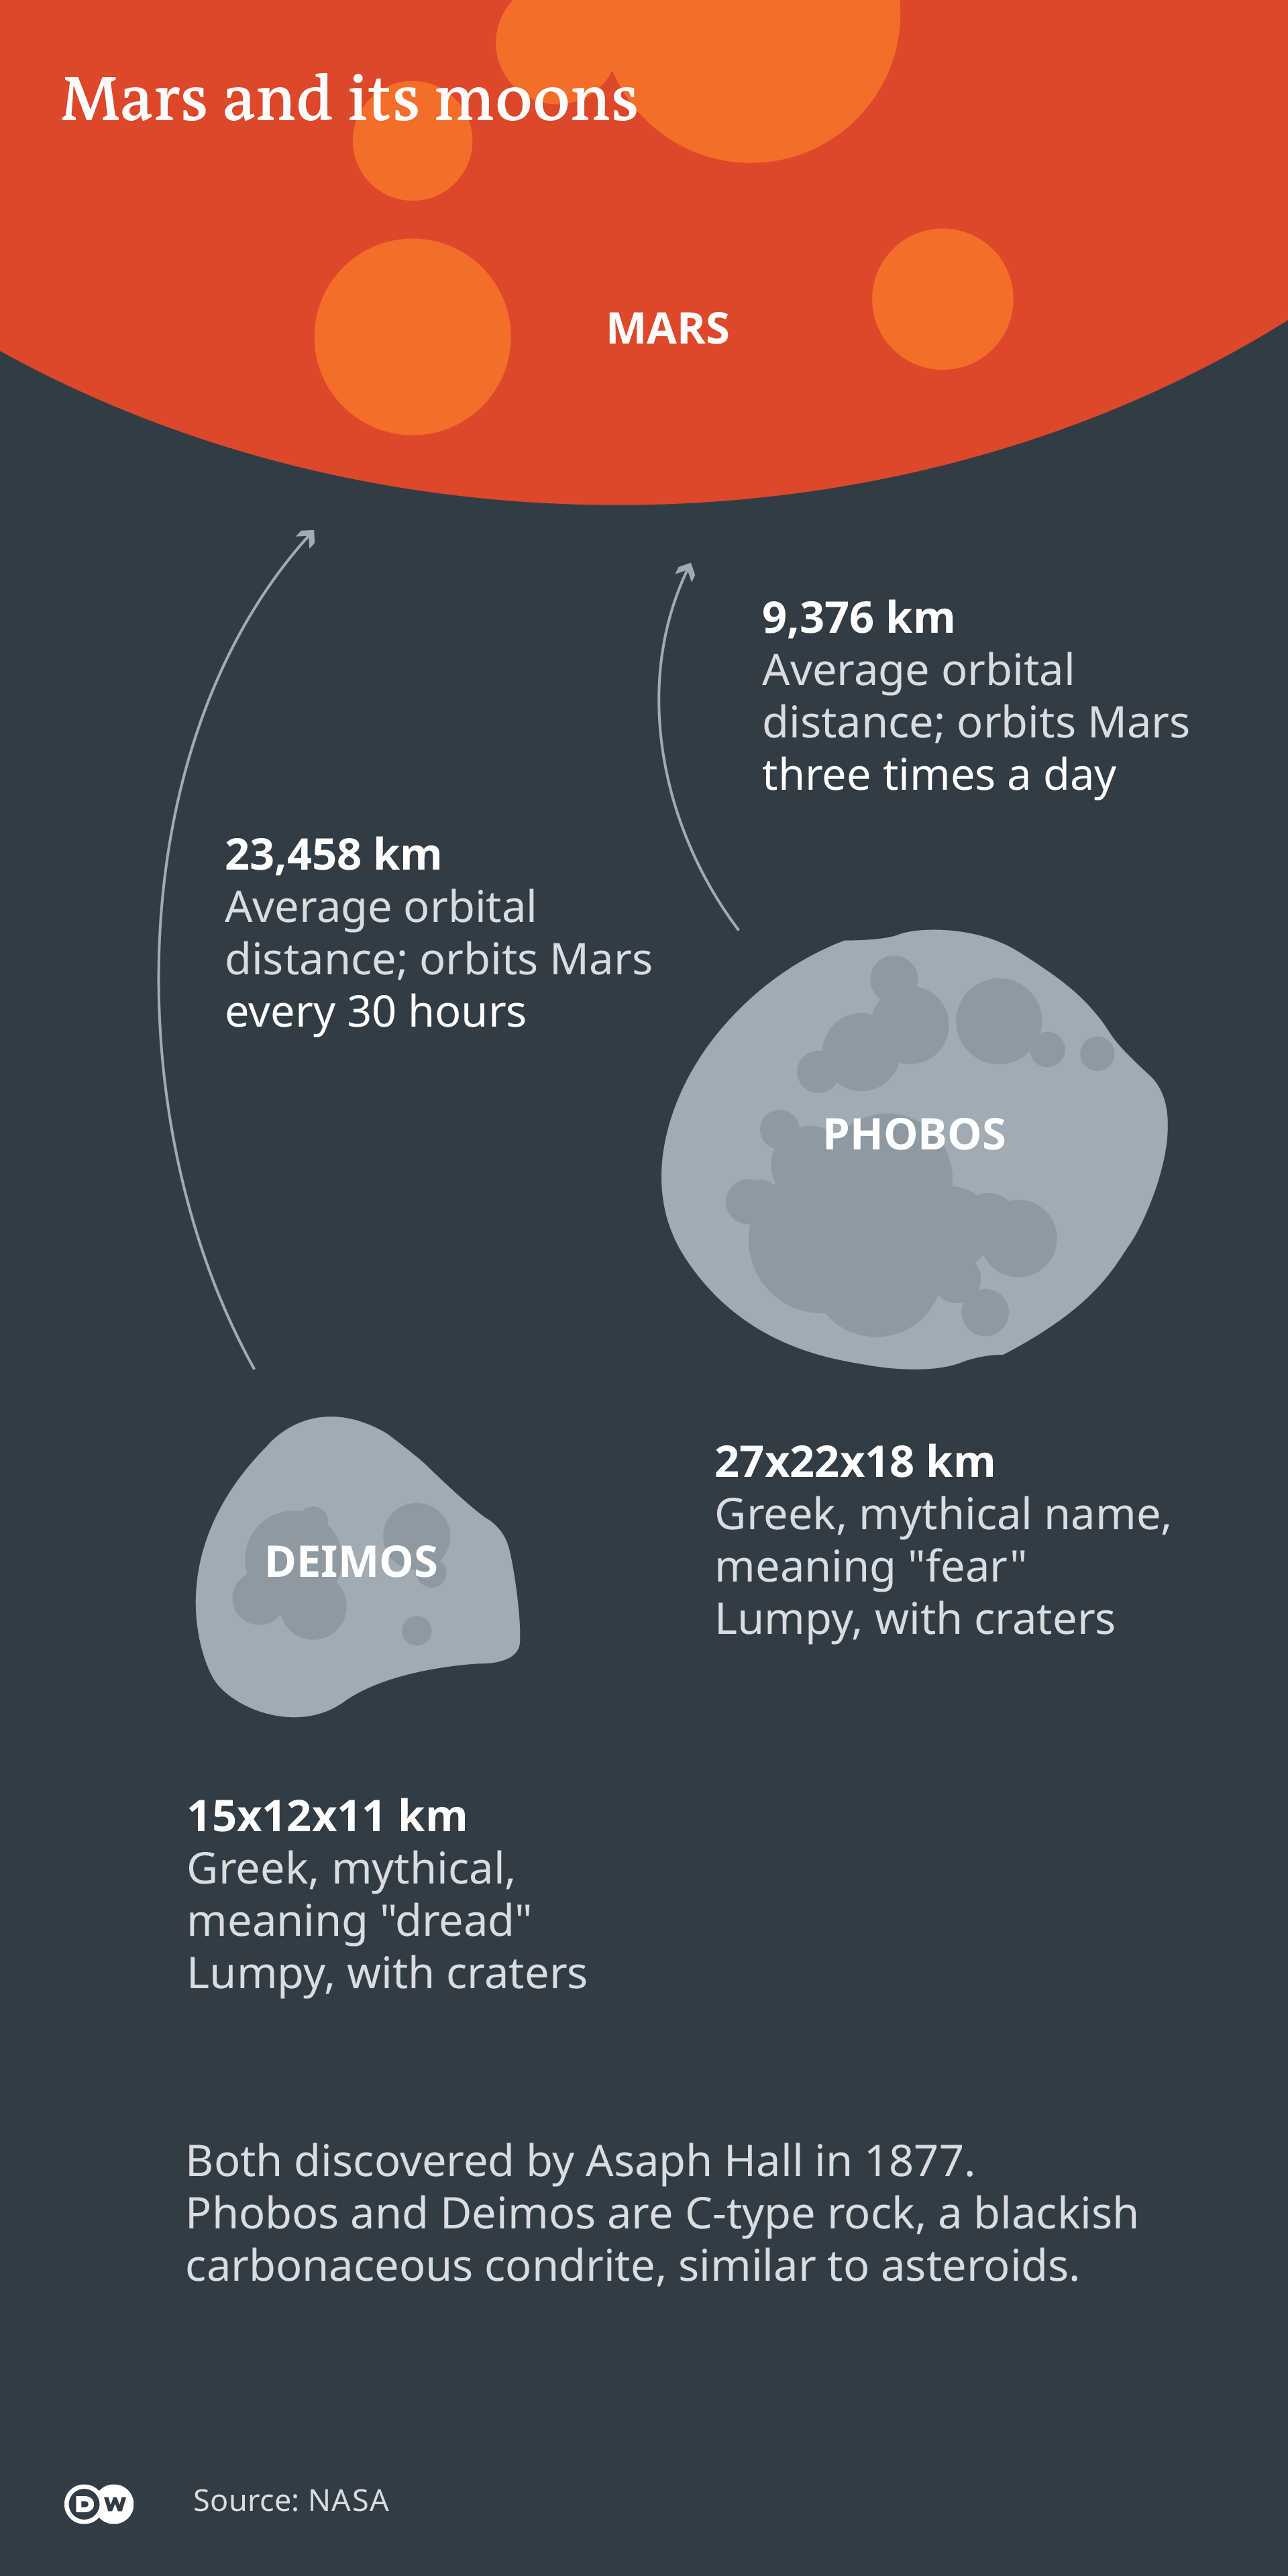 Mars and its moons
MARS
9,376 km
Average orbital
distance; orbits Mars
three times a day
23,458 km
Average orbital
distance; orbits Mars
every 30 hours
PHOBOS
27x22x18 km
Greek, mythical name,
meaning "fear"
Lumpy, with craters
DEIMOS
15x12x11 km
Greek, mythical,
meaning "dread"
Lumpy, with craters
Both discovered by Asaph Hall in 1877.
Phobos and Deimos are C-type rock, a blackish
carbonaceous condrite, similar to asteroids.
DW
Source: NASA